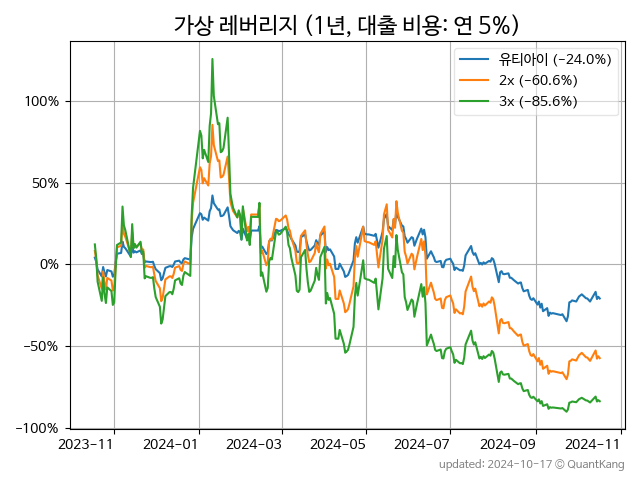 가상 레버리지 (1년, 대출 비용: 연 5%)
유티아이 (−24.0%)
2x (−60.6%)
3x (−85.6%)
100%
50%
0%
−50%
−100%
2023−11 2024−01 2024−03 2024−05 2024−07 2024−09 2024−11
updated: 2024-10-17 © QuantKang